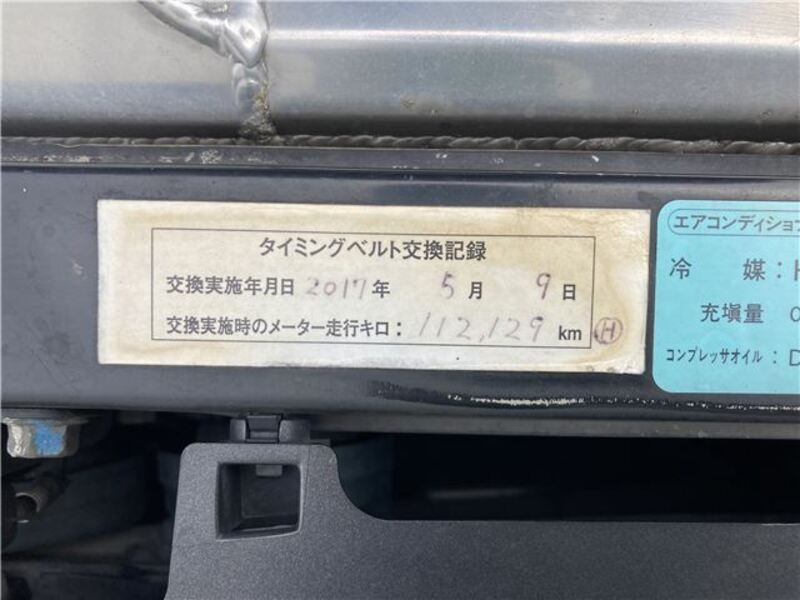 タイミングベルト交換記録
交換実施年月日 2017 年 5 月 9 日
交換実施時のメーター走行キロ： 112,129 km Ⓗ
エアコンディショ
冷 媒：H
充塡量 0
コンプレッサオイル：D